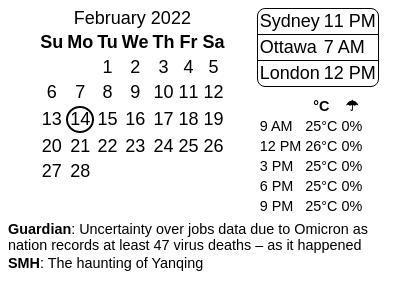 February 2022
Su Mo Tu We Th Fr Sa
1 2 3 4 5
6 7 8 9 10 11 12
13 14 15 16 17 18 19
20 21 22 23 24 25 26
27 28
Sydney 11 PM
Ottawa 7 AM
London 12 PM
°C ☂
9 AM 25°C 0%
12 PM 26°C 0%
3 PM 25°C 0%
6 PM 25°C 0%
9 PM 25°C 0%
Guardian: Uncertainty over jobs data due to Omicron as
nation records at least 47 virus deaths – as it happened
SMH: The haunting of Yanqing